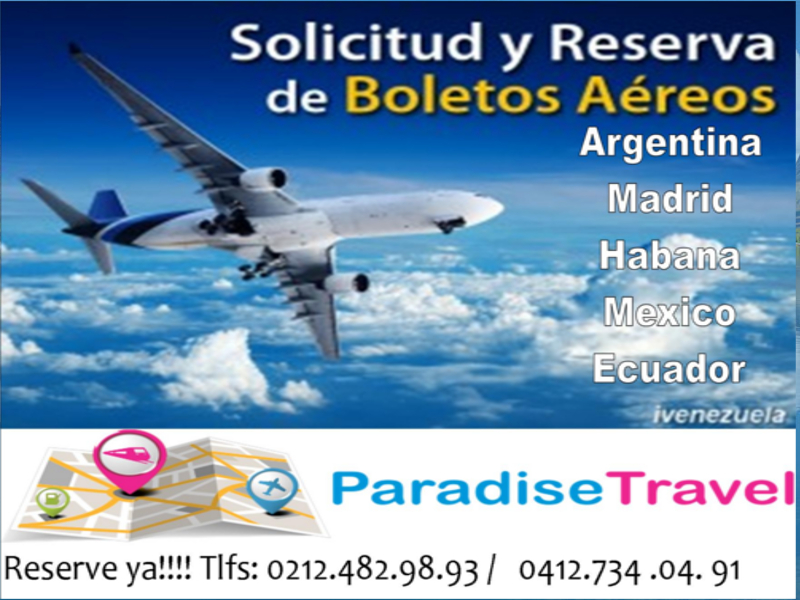 Solicitud y Reserva
de Boletos Aéreos
Argentina
Madrid
Habana
Mexico
Ecuador
ivenezuela
ParadiseTravel
Reserve ya!!!! Tlfs: 0212.482.98.93 / 0412.734 .04. 91